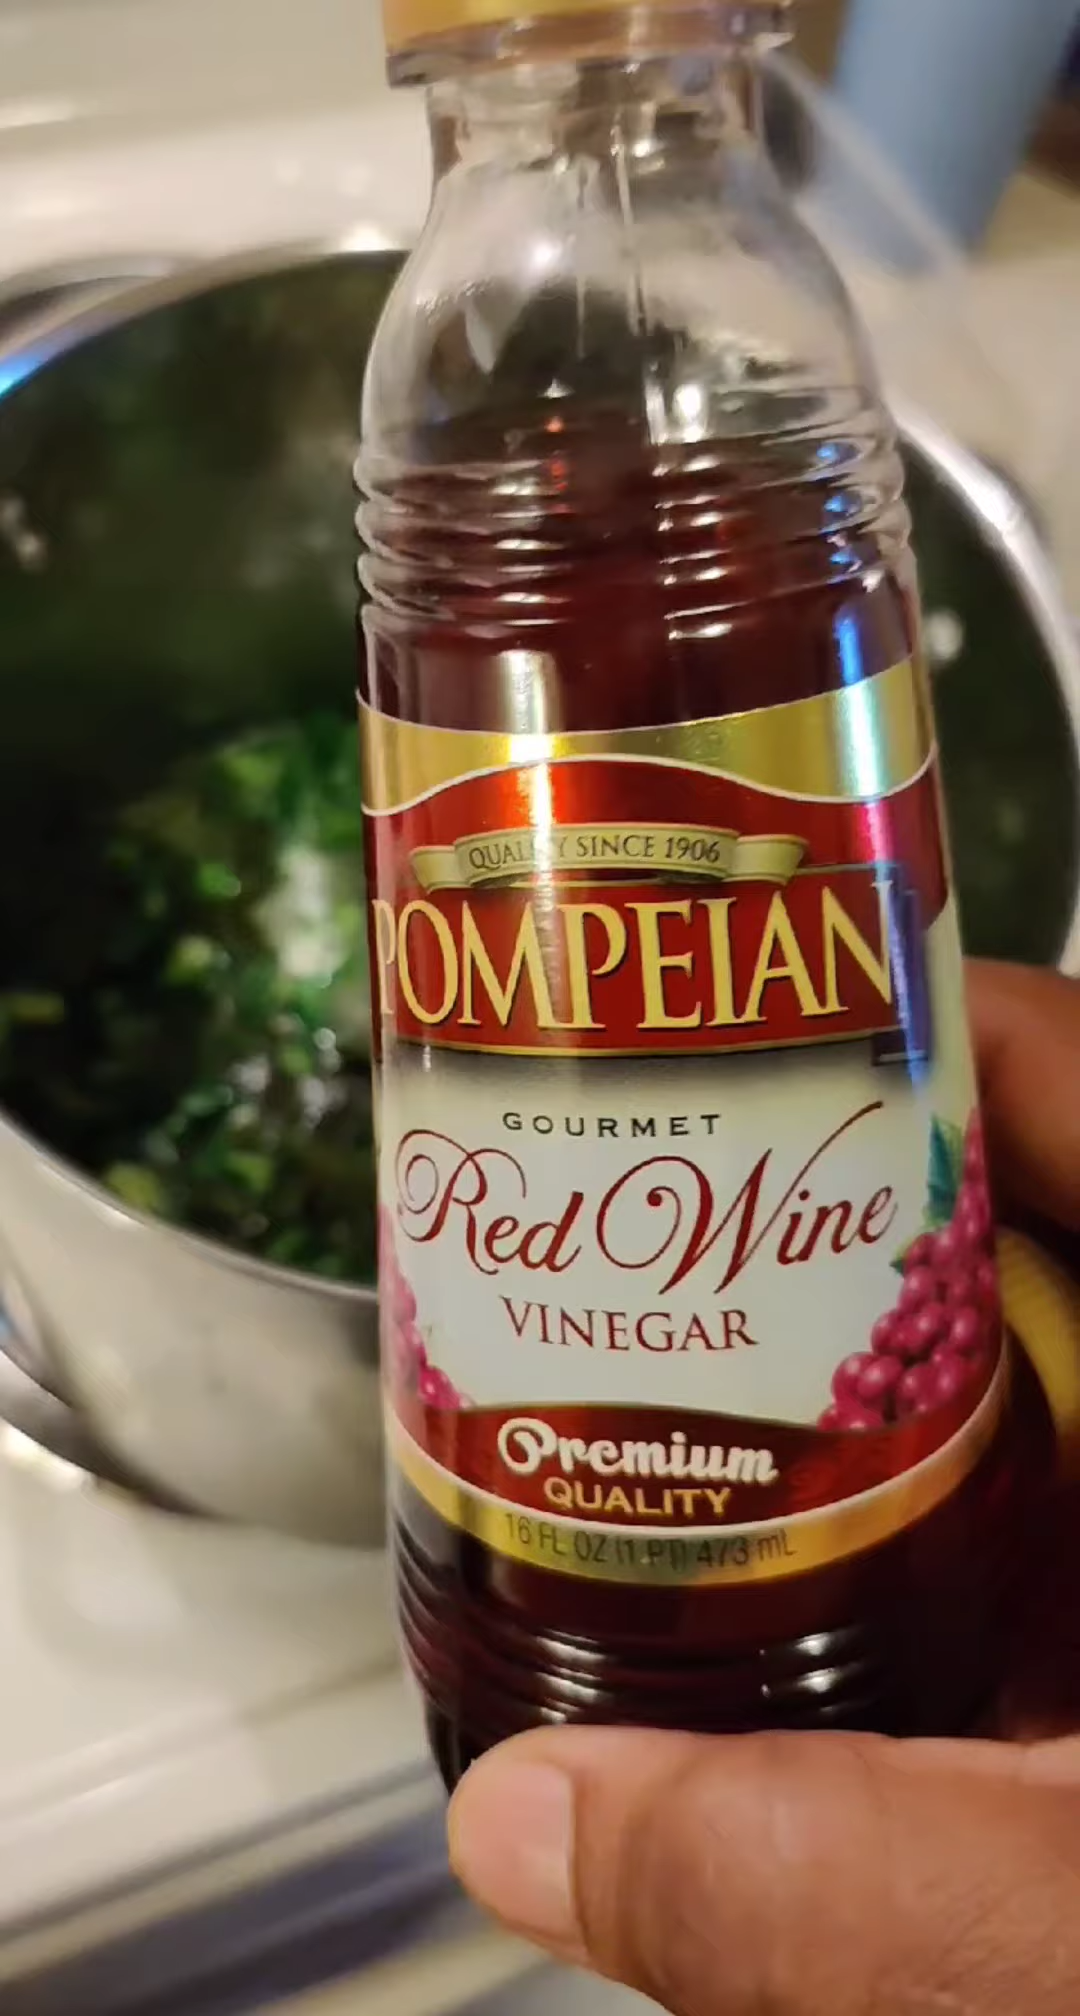 QUALITY SINCE 1906
POMPEIAN
GOURMET
Red Wine
VINEGAR
Premium
QUALITY
16 FL OZ (1 PT) 473 mL